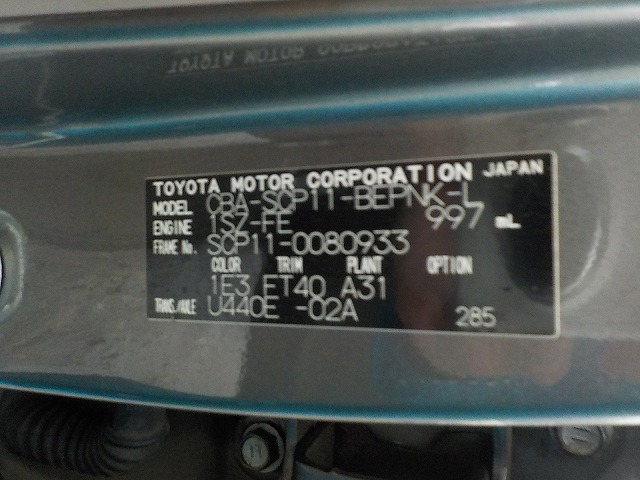 TOYOTA MOTOR CORPORATION JAPAN
MODEL CBA-SCP11-BEPNK-L
ENGINE 1SZ-FE 997 mL
FRAME No. SCP11-0080933
COLOR TRIM PLANT OPTION
1E3 FT40 A31
TRANS./AXLE U440E -02A 285